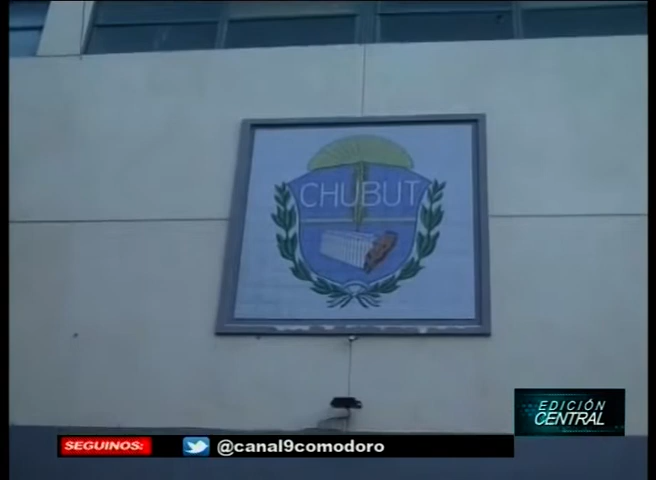 CHUBUT
EDICIÓN
CENTRAL
SEGUINOS:
@canal9comodoro